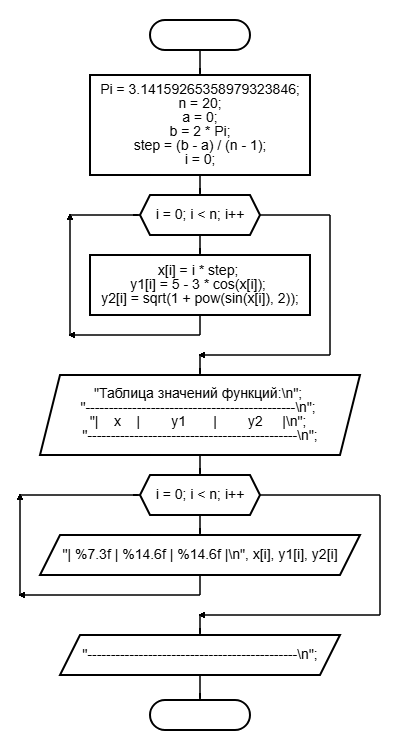 Pi = 3.14159265358979323846;
n = 20;
a = 0;
b = 2 * Pi;
step = (b - a) / (n - 1);
i = 0;
i = 0; i < n; i++
x[i] = i * step;
y1[i] = 5 - 3 * cos(x[i]);
y2[i] = sqrt(1 + pow(sin(x[i]), 2));
"Таблица значений функций:\n";
"-------------------------------------------\n";
"| x | y1 | y2 |\n";
"-------------------------------------------\n";
i = 0; i < n; i++
"| %7.3f | %14.6f | %14.6f |\n", x[i], y1[i], y2[i]
"-------------------------------------------\n";